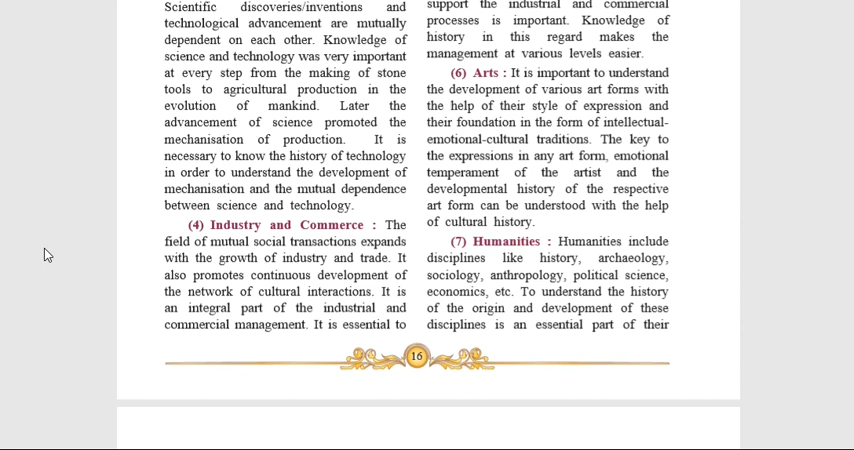 Scientific discoveries/inventions and
technological advancement are mutually
dependent on each other. Knowledge of
science and technology was very important
at every step from the making of stone
tools to agricultural production in the
evolution of mankind. Later the
advancement of science promoted the
mechanisation of production. It is
necessary to know the history of technology
in order to understand the development of
mechanisation and the mutual dependence
between science and technology.
(4) Industry and Commerce : The
field of mutual social transactions expands
with the growth of industry and trade. It
also promotes continuous development of
the network of cultural interactions. It is
an integral part of the industrial and
commercial management. It is essential to
support the industrial and commercial
processes is important. Knowledge of
history in this regard makes the
management at various levels easier.
(6) Arts : It is important to understand
the development of various art forms with
the help of their style of expression and
their foundation in the form of intellectual-
emotional-cultural traditions. The key to
the expressions in any art form, emotional
temperament of the artist and the
developmental history of the respective
art form can be understood with the help
of cultural history.
(7) Humanities : Humanities include
disciplines like history, archaeology,
sociology, anthropology, political science,
economics, etc. To understand the history
of the origin and development of these
disciplines is an essential part of their
16